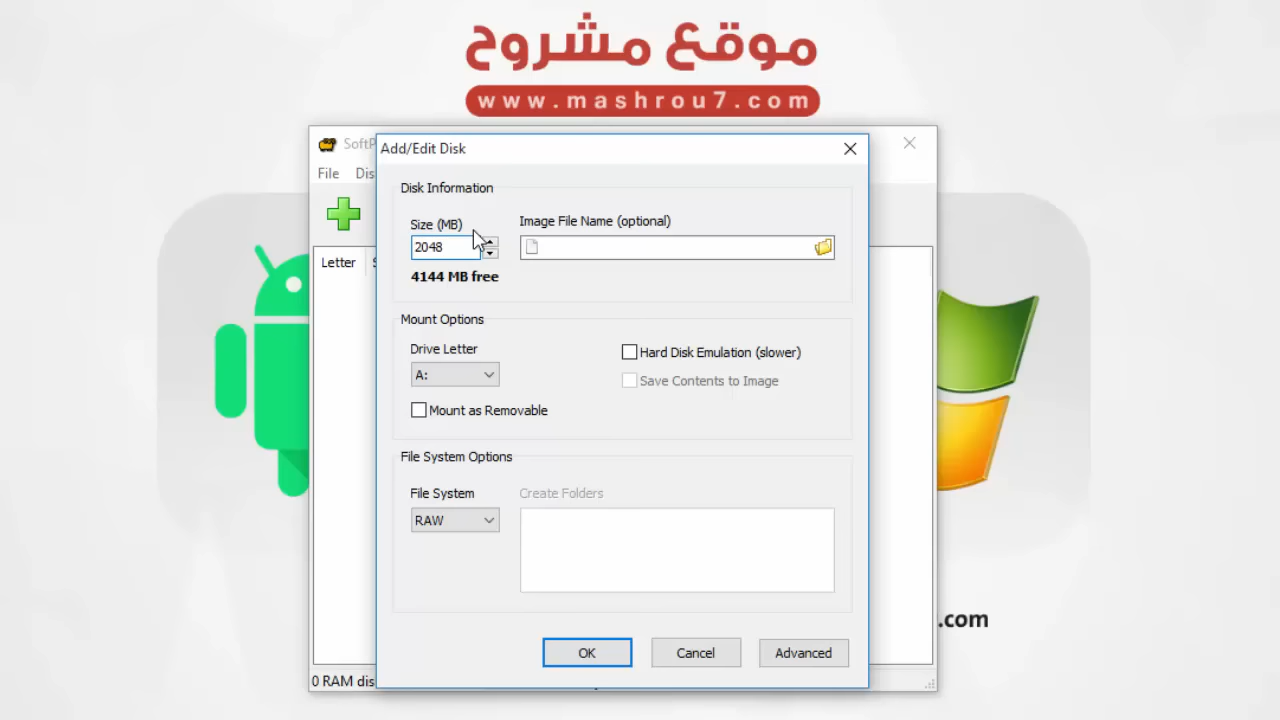 موقع مشروح
www.mashrou7.com
SoftP
Add/Edit Disk
File Dis
Disk Information
Size (MB) Image File Name (optional)
2048
4144 MB free
Letter S
Mount Options
Drive Letter
Hard Disk Emulation (slower)
A:
Save Contents to Image
Mount as Removable
File System Options
File System Create Folders
RAW
.com
OK Cancel Advanced
0 RAM dis